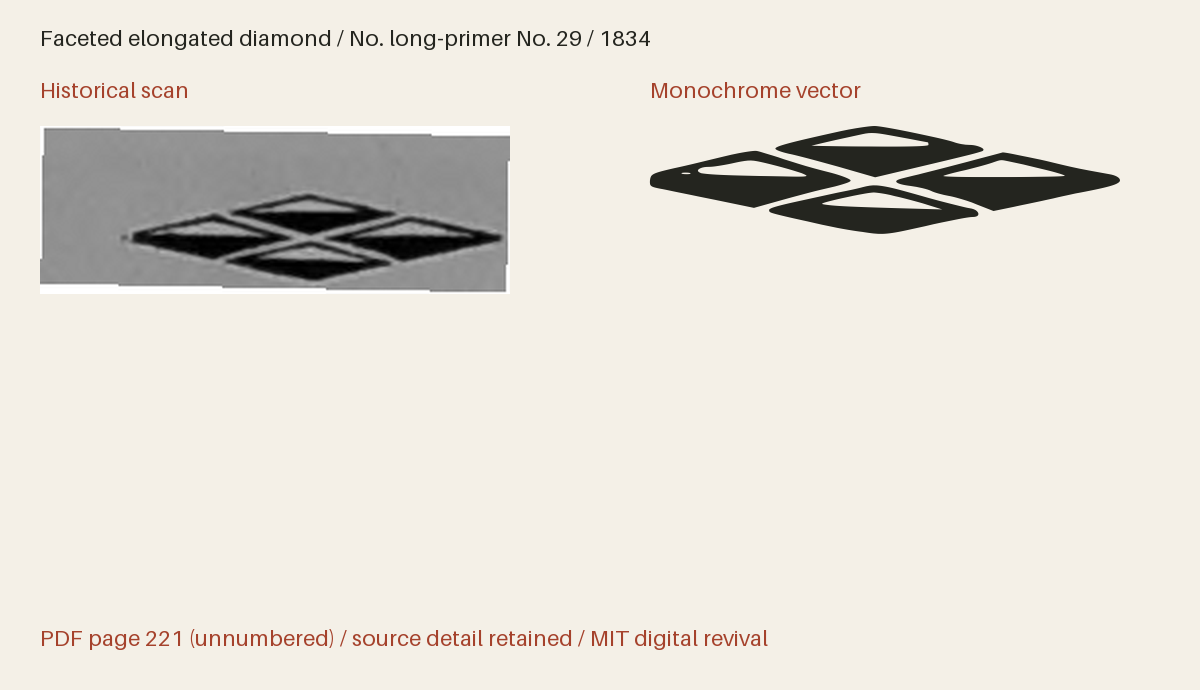 Faceted elongated diamond / No. long-primer No. 29 / 1834
Historical scan
Monochrome vector
PDF page 221 (unnumbered) / source detail retained / MIT digital revival